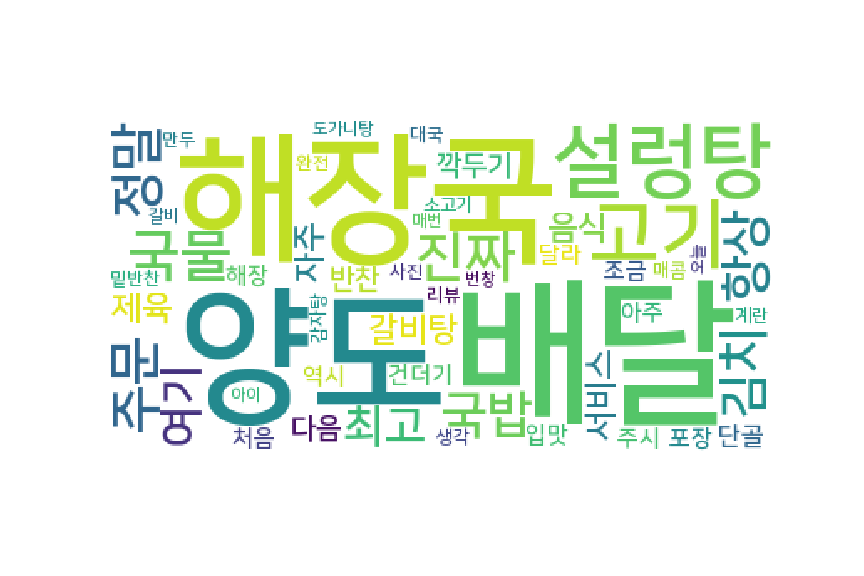 만두
도가니탕
대국
정말
해장국
완전
깍두기
설렁탕
갈비
소고기
매번
음식
고기
국물
자주
진짜
달라
항상
밑반찬
해장
반찬
사진
번창
조금
매콤
제육
감자탕
리뷰
갈비탕
아주
계란
양도
배달
주문
여기
아이
역시
건더기
서비스
김치
처음
다음
최고
생각
국밥
입맛
주시
포장
단골